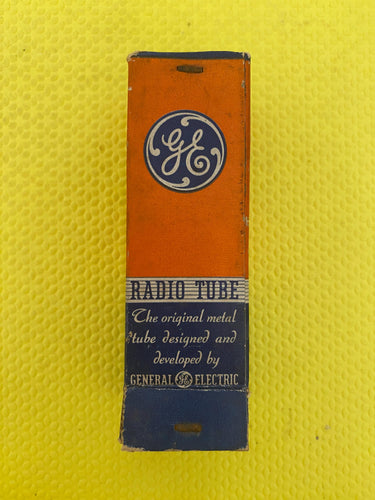 GE
RADIO TUBE
The original metal
tube designed and
developed by
GENERAL GE ELECTRIC